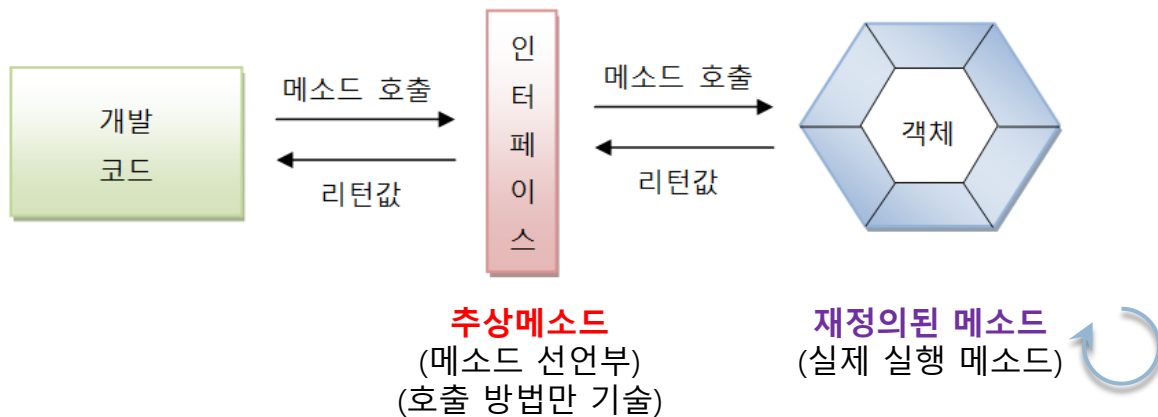 개발
코드
메소드 호출
리턴값
인
터
페
이
스
메소드 호출
리턴값
객체
추상메소드
(메소드 선언부)
(호출 방법만 기술)
재정의된 메소드
(실제 실행 메소드)